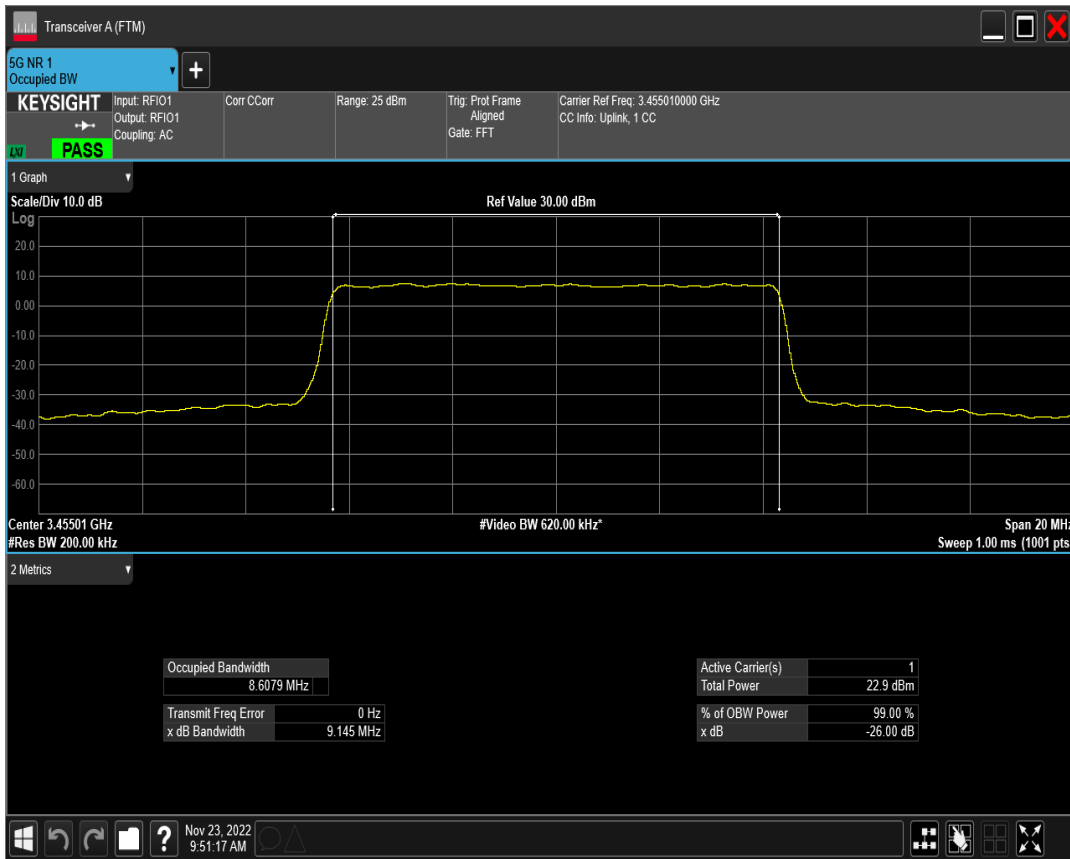 Transceiver A (FTM)
5G NR 1
Occupied BW
+
KEYSIGHT
LXI
PASS
Input: RFIO1
Output: RFIO1
Coupling: AC
Corr CCorr
Range: 25 dBm
Trig: Prot Frame
Aligned
Gate: FFT
Carrier Ref Freq: 3.455010000 GHz
CC Info: Uplink, 1 CC
1 Graph
Scale/Div 10.0 dB
Ref Value 30.00 dBm
Log
20.0
10.0
0.00
-10.0
-20.0
-30.0
-40.0
-50.0
-60.0
Center 3.45501 GHz
#Video BW 620.00 kHz*
Span 20 MHz
#Res BW 200.00 kHz
Sweep 1.00 ms (1001 pts
2 Metrics
Occupied Bandwidth
8.6079 MHz
Transmit Freq Error 0 Hz
x dB Bandwidth 9.145 MHz
Active Carrier(s) 1
Total Power 22.9 dBm
% of OBW Power 99.00 %
x dB -26.00 dB
?
Nov 23, 2022
9:51:17 AM